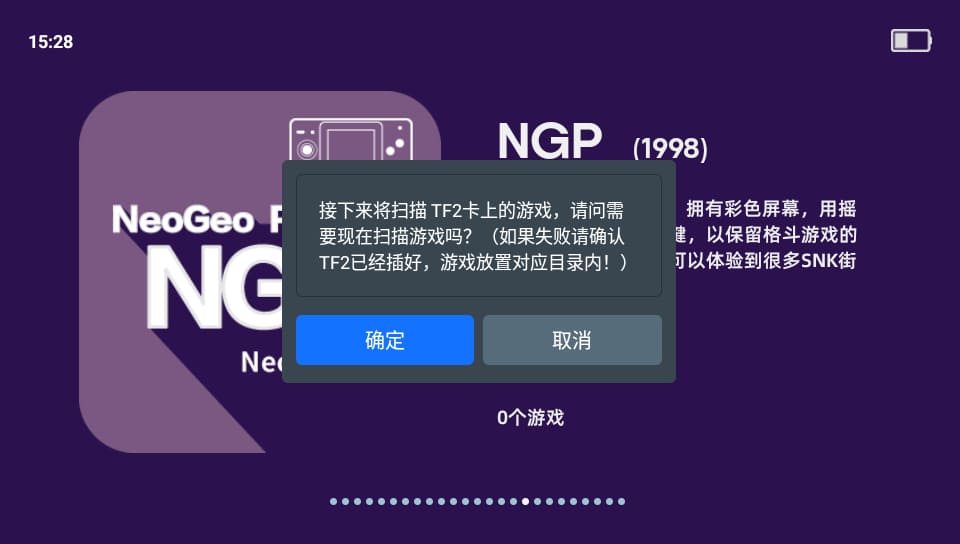 15:28
NGP (1998)
接下来将扫描 TF2卡上的游戏，请问需
要现在扫描游戏吗？（如果失败请确认
TF2已经插好，游戏放置对应目录内！）
确定
取消
NeoGeo P
NG
Neo
拥有彩色屏幕，用摇
键，以保留格斗游戏的
可以体验到很多SNK街
0个游戏